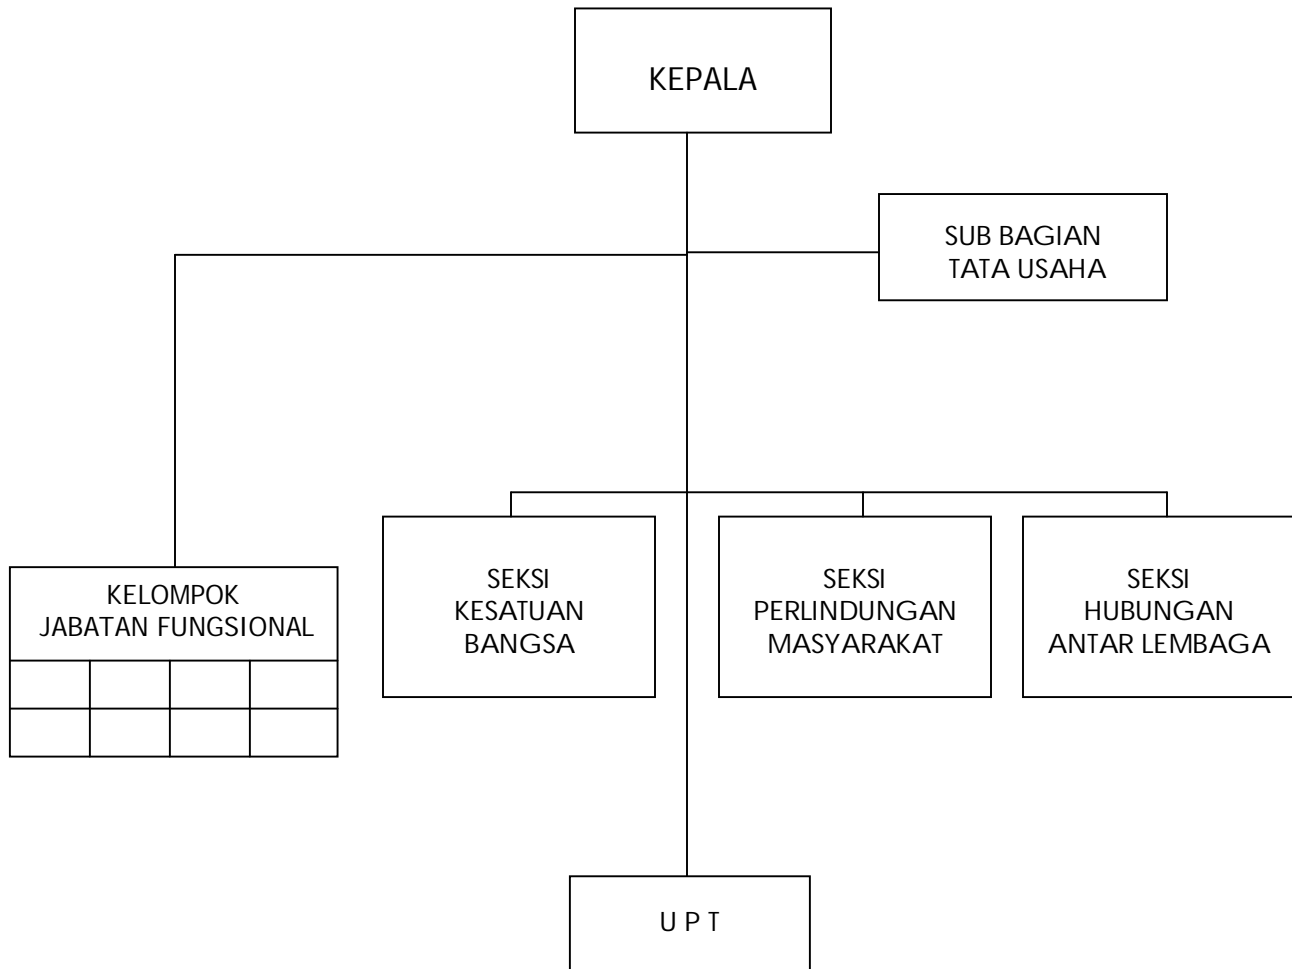 KEPALA
SUB BAGIAN
TATA USAHA
KELOMPOK
JABATAN FUNGSIONAL
SEKSI
KESATUAN
BANGSA
SEKSI
PERLINDUNGAN
MASYARAKAT
SEKSI
HUBUNGAN
ANTAR LEMBAGA
U P T